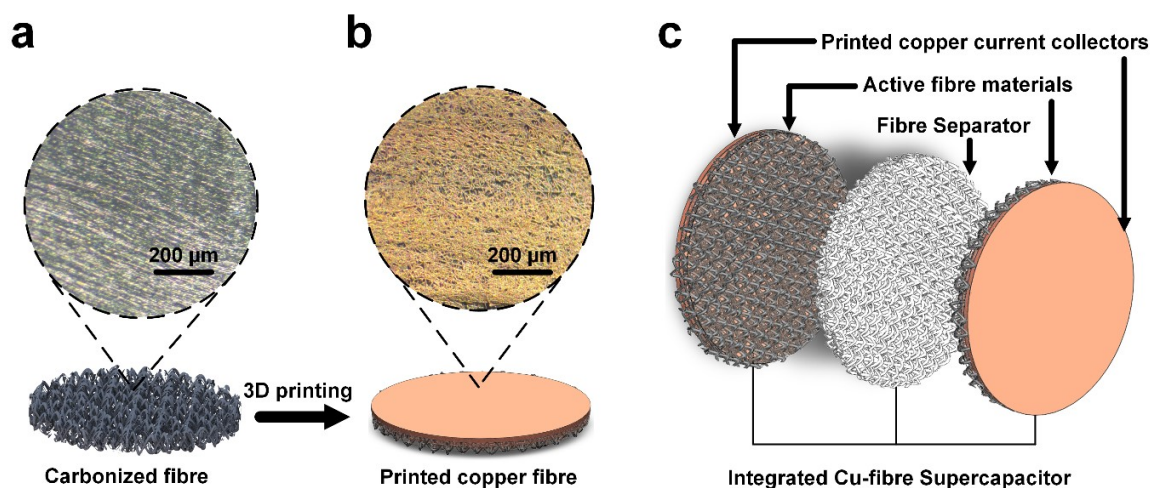 a
b
c
200 µm
200 µm
3D printing
Carbonized fibre
Printed copper fibre
Printed copper current collectors
Active fibre materials
Fibre Separator
Integrated Cu-fibre Supercapacitor